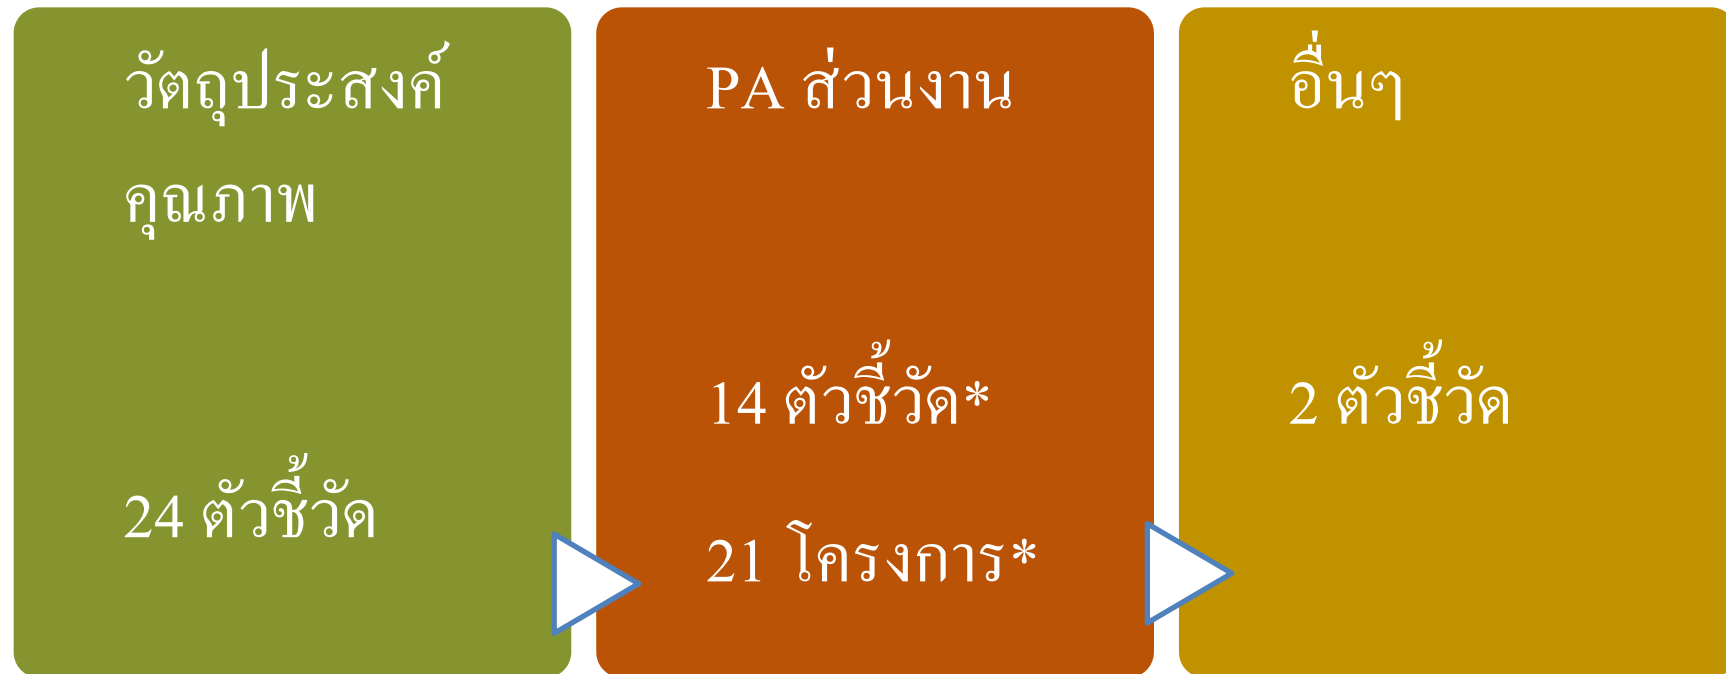 วัตถุประสงค์
คุณภาพ
24 ตัวชี้วัด
PA ส่วนงาน
14 ตัวชี้วัด*
21 โครงการ*
อื่นๆ
2 ตัวชี้วัด